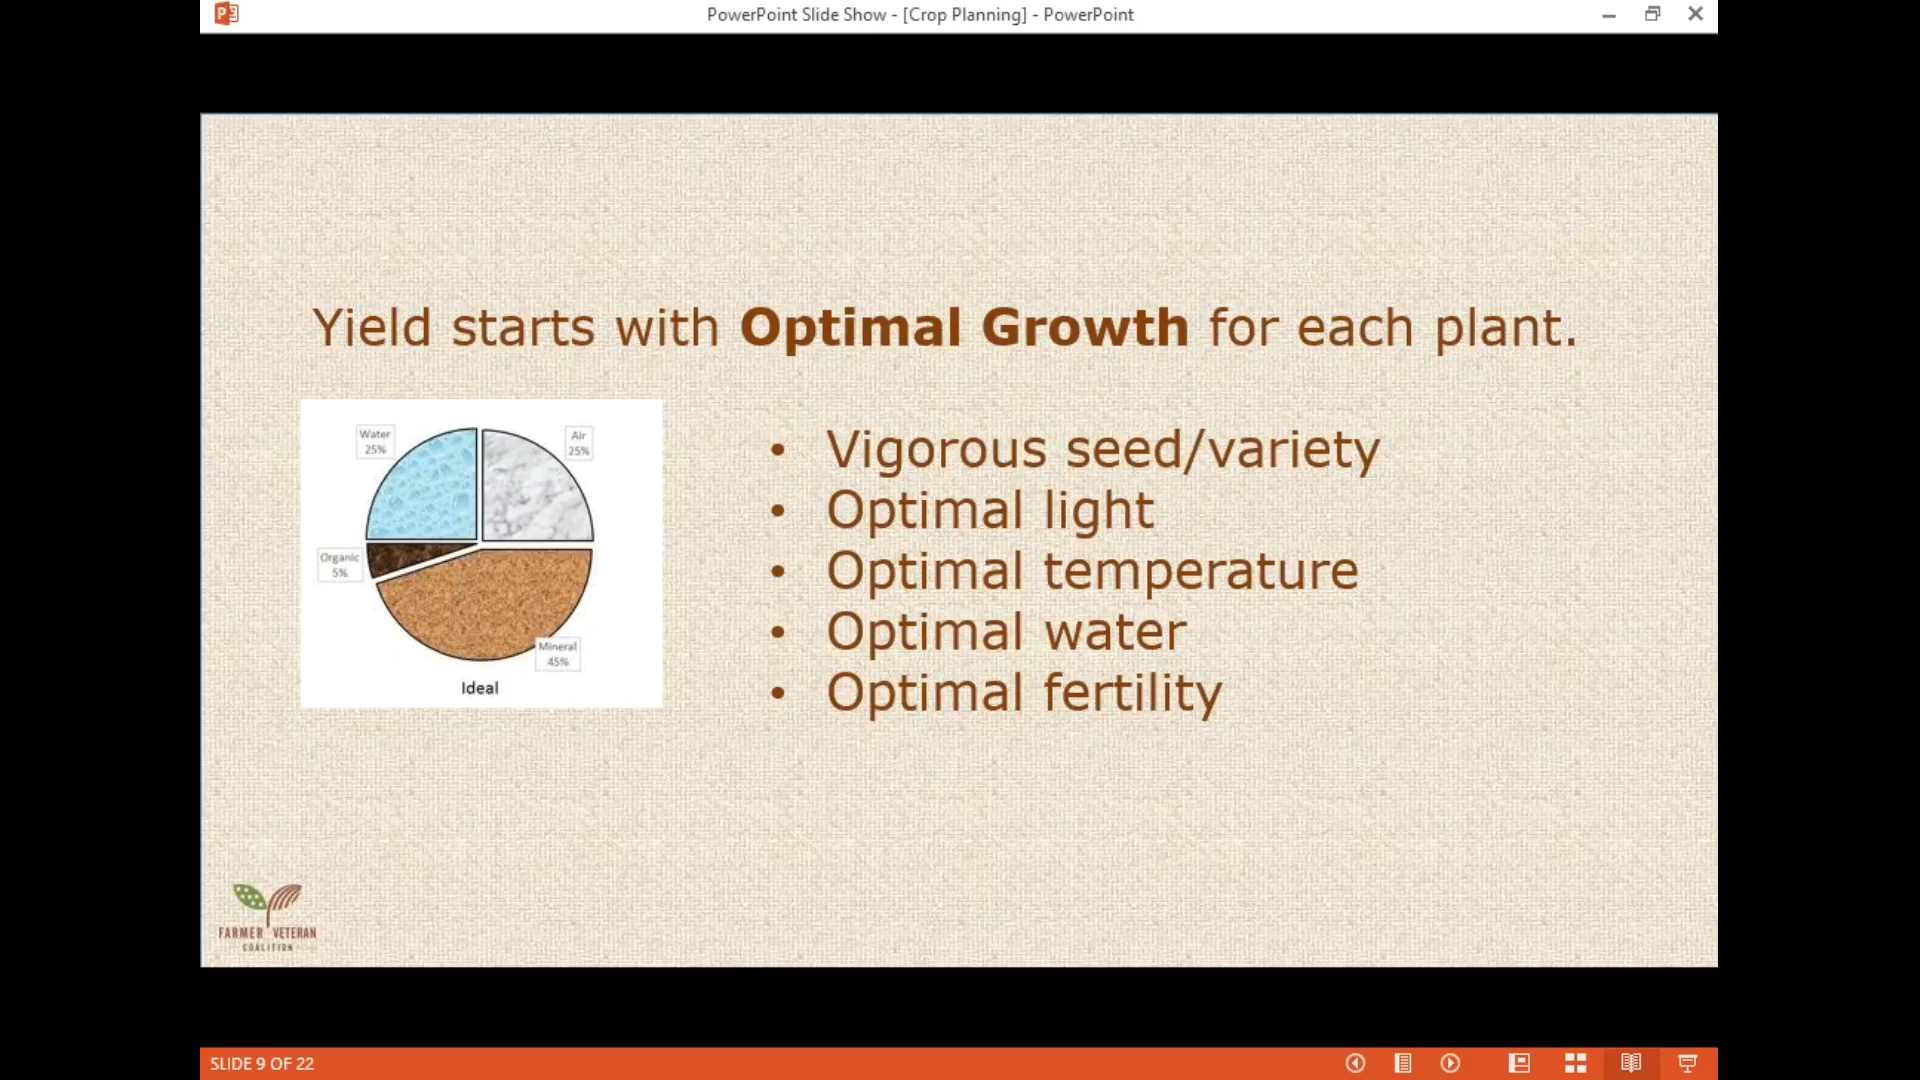 PowerPoint Slide Show - [Crop Planning] - PowerPoint
Yield starts with Optimal Growth for each plant.
Water
25%
Air
25%
Organic
5%
Mineral
45%
Ideal
• Vigorous seed/variety
• Optimal light
• Optimal temperature
• Optimal water
• Optimal fertility
FARMER VETERAN
COALITION
SLIDE 9 OF 22